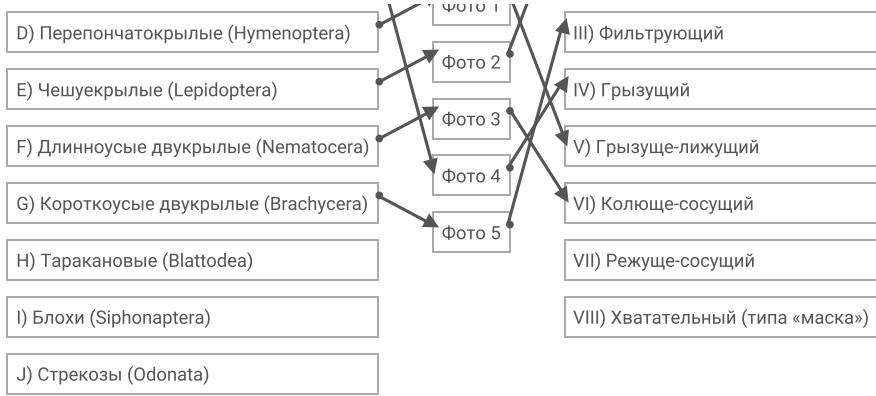 Фото 1
D) Перепончатокрылые (Hymenoptera)
III) Фильтрующий
Фото 2
E) Чешуекрылые (Lepidoptera)
IV) Грызущий
Фото 3
F) Длинноусые двукрылые (Nematocera)
V) Грызуще-лижущий
Фото 4
G) Короткоусые двукрылые (Brachycera)
VI) Колюще-сосущий
Фото 5
H) Таракановые (Blattodea)
VII) Режуще-сосущий
I) Блохи (Siphonaptera)
VIII) Хватательный (типа «маска»)
J) Стрекозы (Odonata)